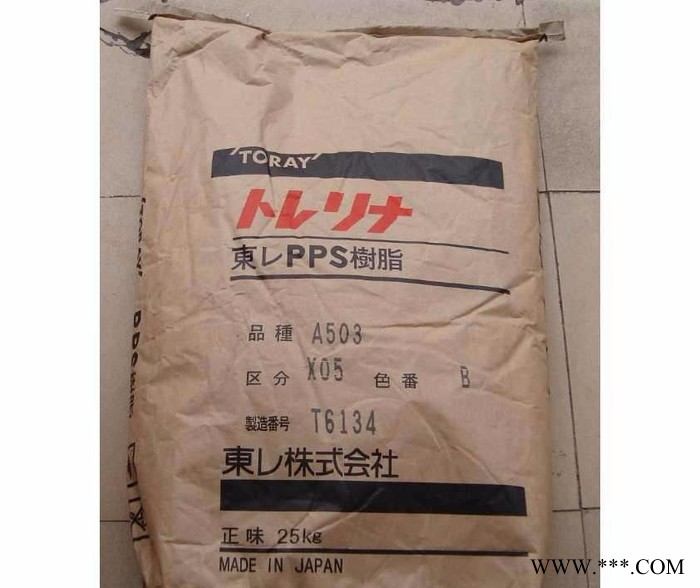 TORAY
トレリナ
東レPPS樹脂
品種 A503
区分 X05 色番 B
製造番号 T6134
東レ株式会社
正味 25kg
MADE IN JAPAN
WWW.***.COM